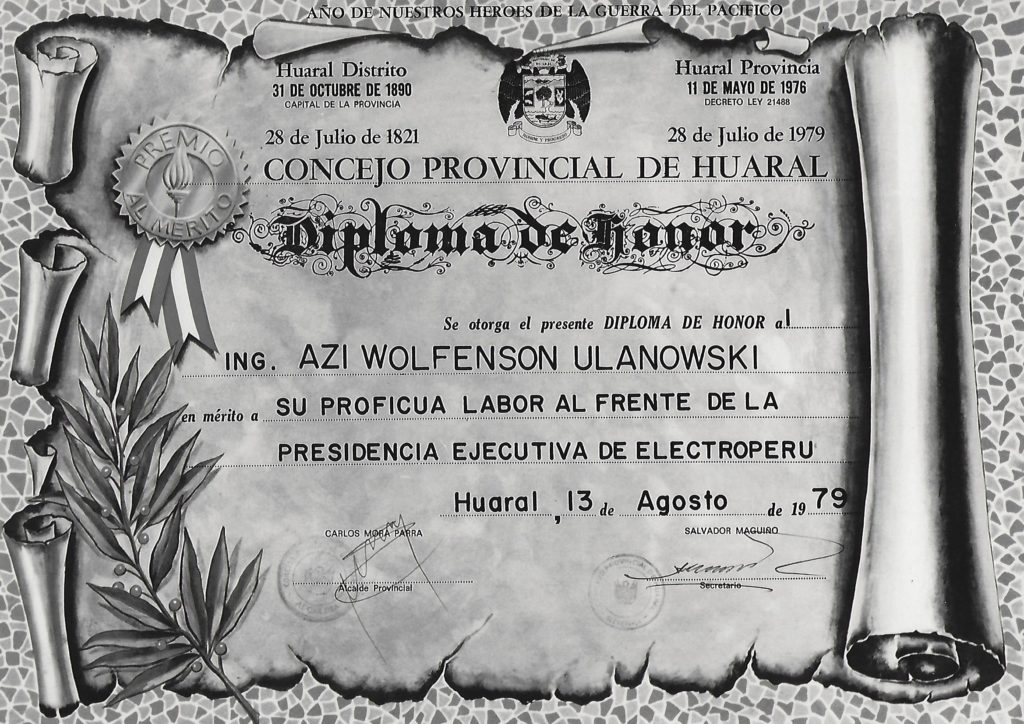 AÑO DE NUESTROS HEROES DE LA GUERRA DEL PACIFICO
Huaral Distrito
31 DE OCTUBRE DE 1890
CAPITAL DE LA PROVINCIA
28 de Julio de 1821
Huaral Provincia
11 DE MAYO DE 1976
DECRETO LEY 21488
28 de Julio de 1979
CONCEJO PROVINCIAL DE HUARAL
PREMIO
AL MERITO
Diploma de Honor
Se otorga el presente DIPLOMA DE HONOR al
ING. AZI WOLFENSON ULANOWSKI
en mérito a SU PROFICUA LABOR AL FRENTE DE LA
PRESIDENCIA EJECUTIVA DE ELECTROPERU
Huaral, 13 de Agosto de 1979
CARLOS MORA PARRA
Alcalde Provincial
SALVADOR MAGUIÑO
Secretario